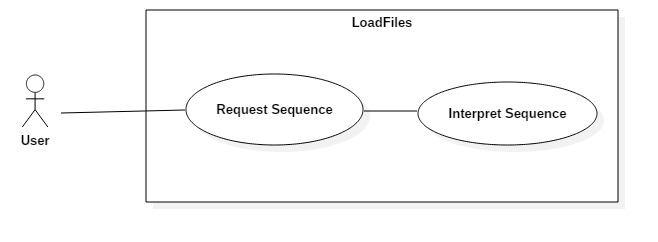 LoadFiles
Request Sequence
Interpret Sequence
User